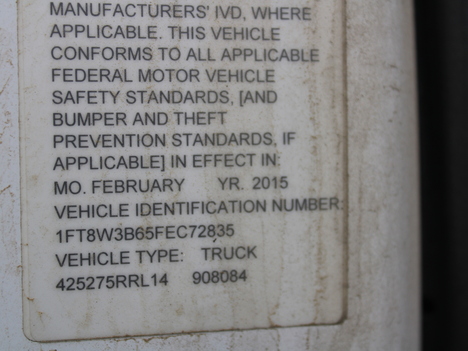 MANUFACTURERS' IVD, WHERE
APPLICABLE. THIS VEHICLE
CONFORMS TO ALL APPLICABLE
FEDERAL MOTOR VEHICLE
SAFETY STANDARDS, [AND
BUMPER AND THEFT
PREVENTION STANDARDS, IF
APPLICABLE] IN EFFECT IN:
MO. FEBRUARY YR. 2015
VEHICLE IDENTIFICATION NUMBER:
1FT8W3B65FEC72835
VEHICLE TYPE: TRUCK
425275RRL14 908084